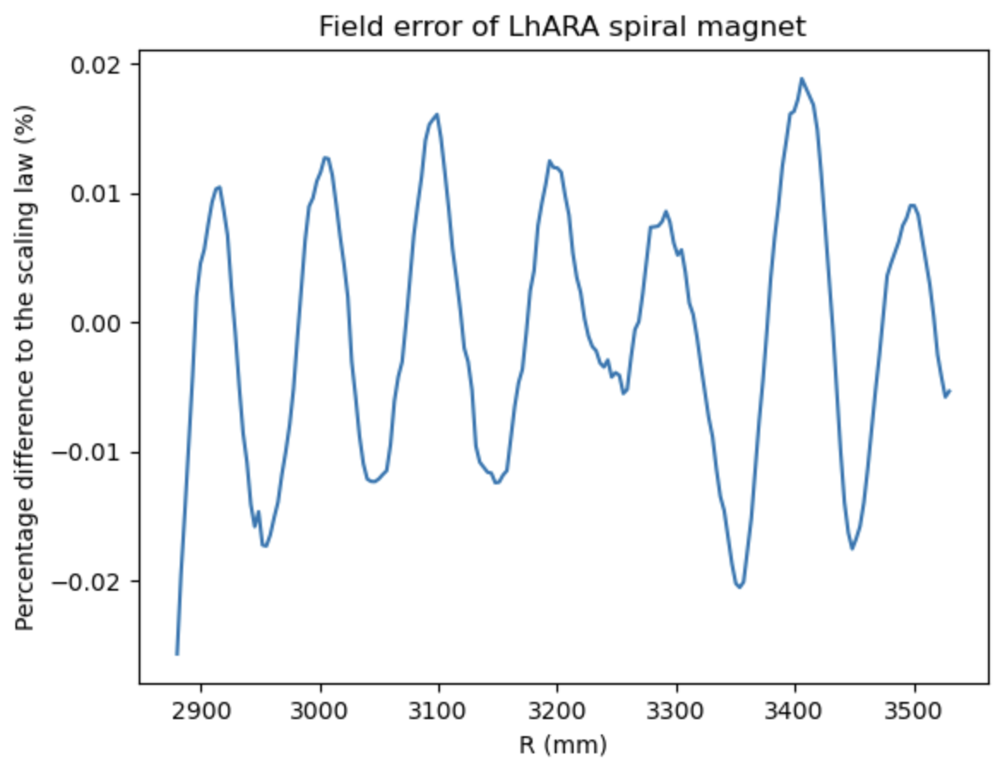 Field error of LhARA spiral magnet
Percentage difference to the scaling law (%)
0.02
0.01
0.00
−0.01
−0.02
2900 3000 3100 3200 3300 3400 3500
R (mm)